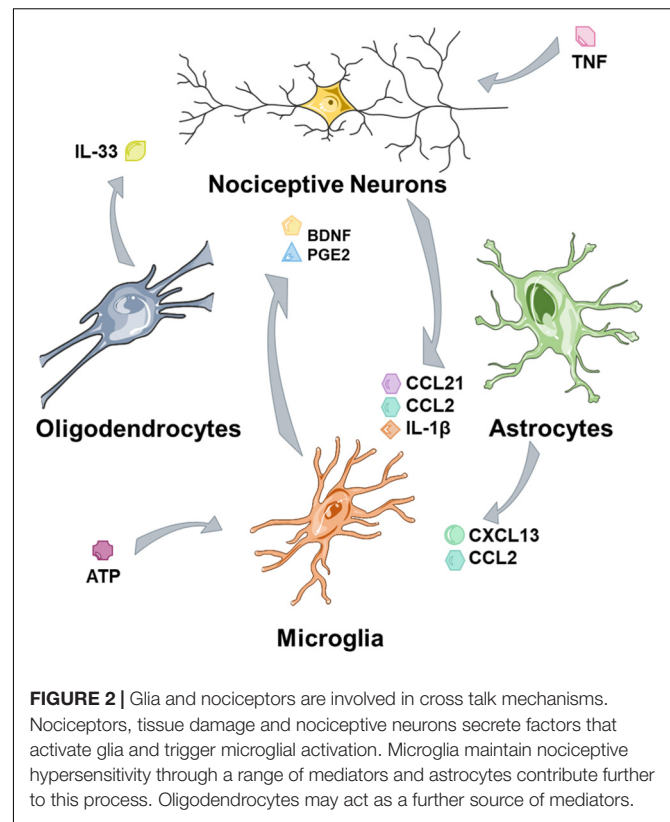 TNF
IL-33
Nociceptive Neurons
BDNF
PGE2
CCL21
CCL2
IL-1β
Oligodendrocytes
Astrocytes
CXCL13
CCL2
ATP
Microglia
FIGURE 2 | Glia and nociceptors are involved in cross talk mechanisms.
Nociceptors, tissue damage and nociceptive neurons secrete factors that
activate glia and trigger microglial activation. Microglia maintain nociceptive
hypersensitivity through a range of mediators and astrocytes contribute further
to this process. Oligodendrocytes may act as a further source of mediators.